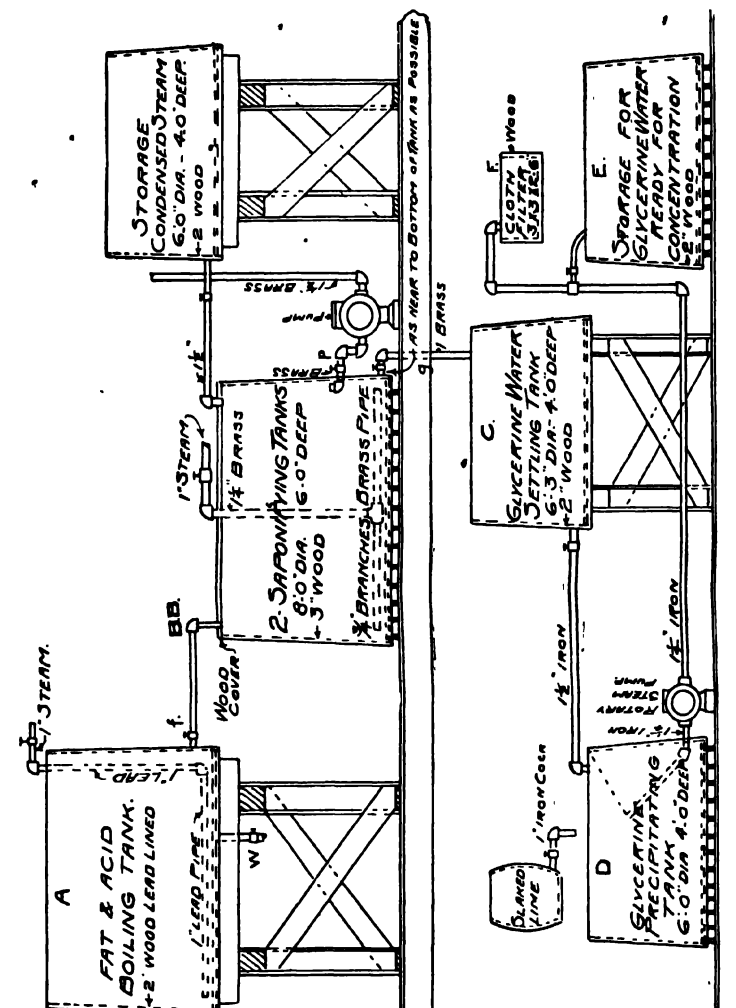 A
FAT & ACID
BOILING TANK.
2" WOOD LEAD LINED
1" LEAD PIPE
1" LEAD
1" STEAM.
W
f.
B.B.
WOOD
COVER
1" STEAM
1¼" BRASS
2-SAPONIFYING TANKS
8'.0" DIA. 6'.0" DEEP
3" WOOD
¾" BRANCHES BRASS PIPE
1½"
STORAGE
CONDENSED STEAM
6'.0" DIA.- 4'.0" DEEP.
2" WOOD
1½" BRASS
PUMP
P
BRASS
AS NEAR TO BOTTOM OF TANK AS POSSIBLE
1" BRASS
g
C.
GLYCERINE WATER
SETTLING TANK
6'.3" DIA.- 4'.0" DEEP
2" WOOD
F.
WOOD
CLOTH
FILTER
E.
STORAGE FOR
GLYCERINE WATER
READY FOR
CONCENTRATION
2" WOOD
1½" IRON
1½" IRON
ROTARY
STEAM
PUMP.
1½" IRON
1" IRON COCK
SLAKED
LIME
D
GLYCERINE
PRECIPITATING
TANK
6'.0" DIA 4'.0" DEEP